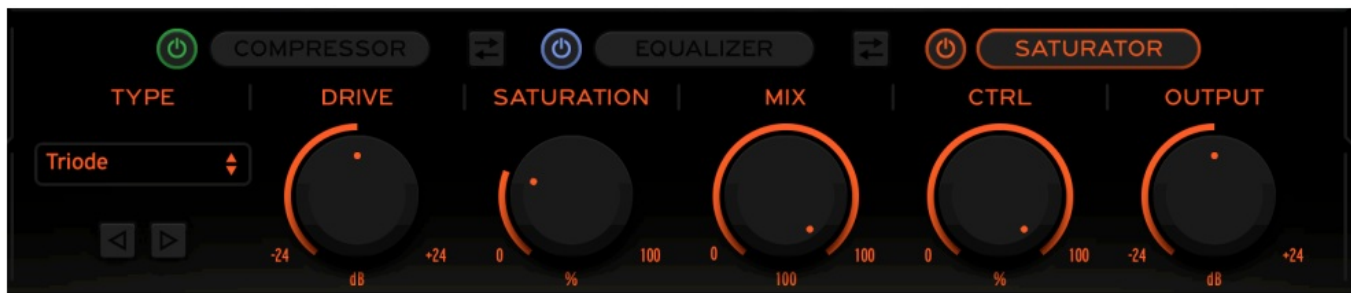 COMPRESSOR EQUALIZER SATURATOR
TYPE DRIVE SATURATION MIX CTRL OUTPUT
Triode
-24 +24 0 100 0 100 0 100 -24 +24
dB % 100 % dB